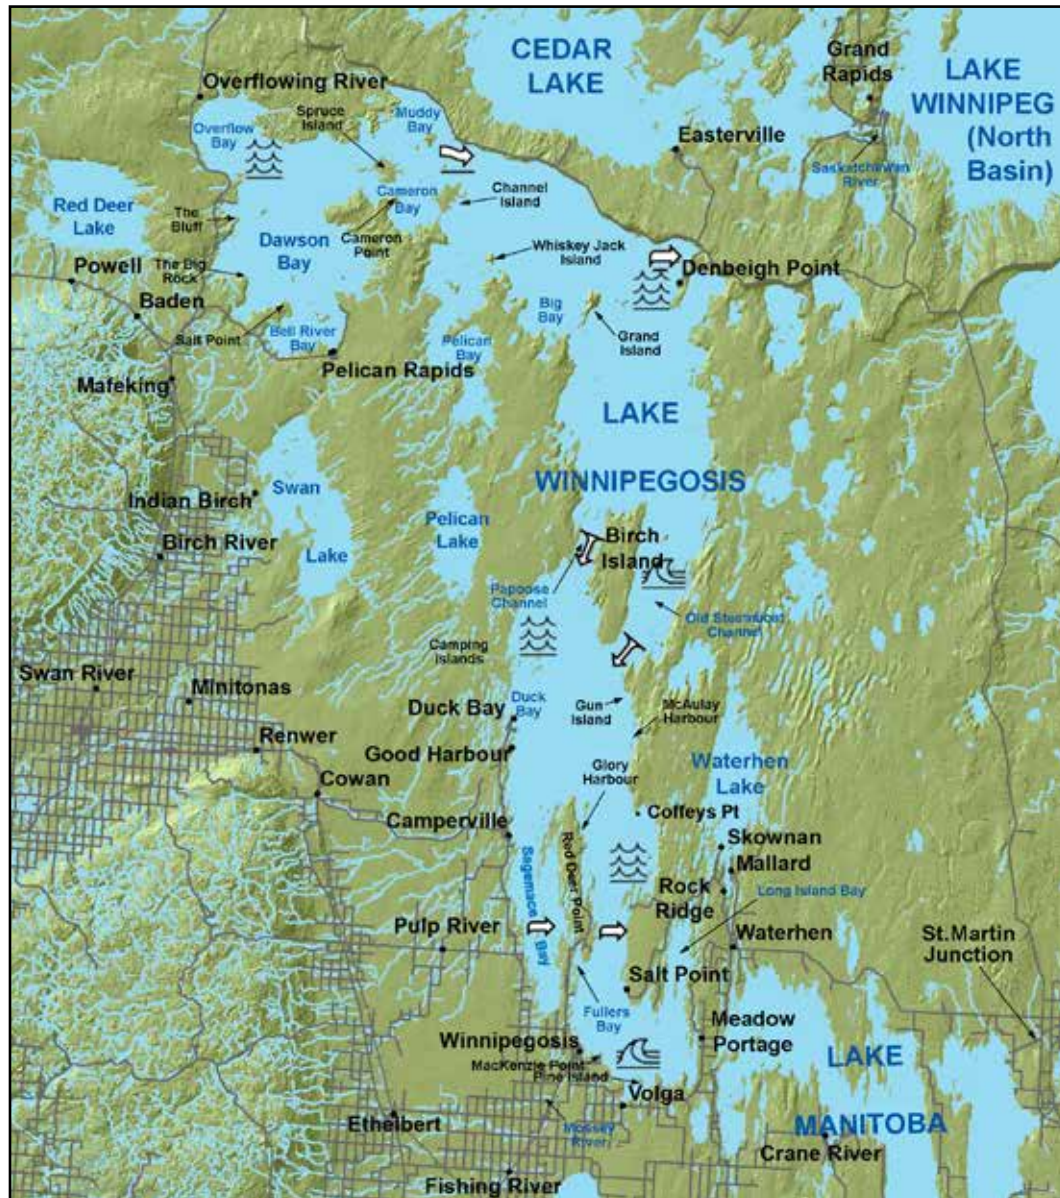 CEDAR
LAKE
Grand
Rapids
LAKE
WINNIPEG
(North
Basin)
Overflowing River
Spruce
Island
Muddy
Bay
Overflow
Bay
Easterville
Saskatchewan
River
Red Deer
Lake
The
Bluff
Cameron
Bay
Channel
Island
Cameron
Point
Dawson
Bay
Whiskey Jack
Island
Powell
The Big
Rock
Denbeigh Point
Baden
Salt Point
Bell River
Bay
Big
Bay
Grand
Island
Pelican
Bay
Pelican Rapids
Mafeking
LAKE
WINNIPEGOSIS
Swan
Lake
Indian Birch
Pelican
Lake
Birch River
Birch
Island
Papoose
Channel
Old Steamboat
Channel
Camping
Islands
Swan River
Minitonas
Duck Bay
Duck
Bay
Gun
Island
McAulay
Harbour
Renwer
Good Harbour
Glory
Harbour
Waterhen
Lake
Cowan
Coffeys Pt
Camperville
Skownan
Mallard
Sagemace Bay
Red Deer Point
Rock
Ridge
Long Island Bay
Pulp River
Waterhen
St.Martin
Junction
Salt Point
Fullers
Bay
Winnipegosis
Meadow
Portage
MacKenzie Point
Pine Island
Volga
LAKE
MANITOBA
Ethelbert
Mossey
River
Crane River
Fishing River